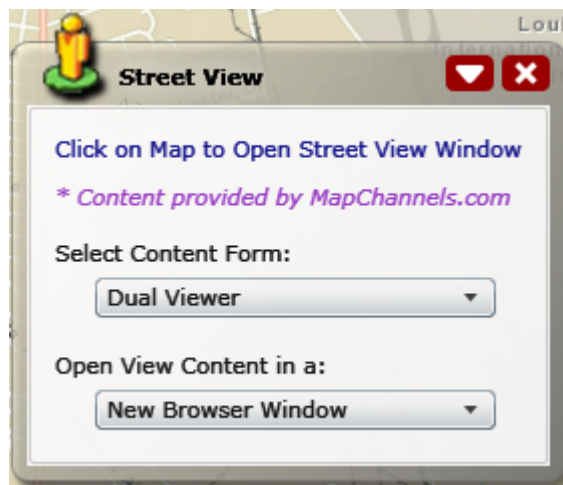 Street View
Click on Map to Open Street View Window
* Content provided by MapChannels.com
Select Content Form:
Dual Viewer
Open View Content in a:
New Browser Window